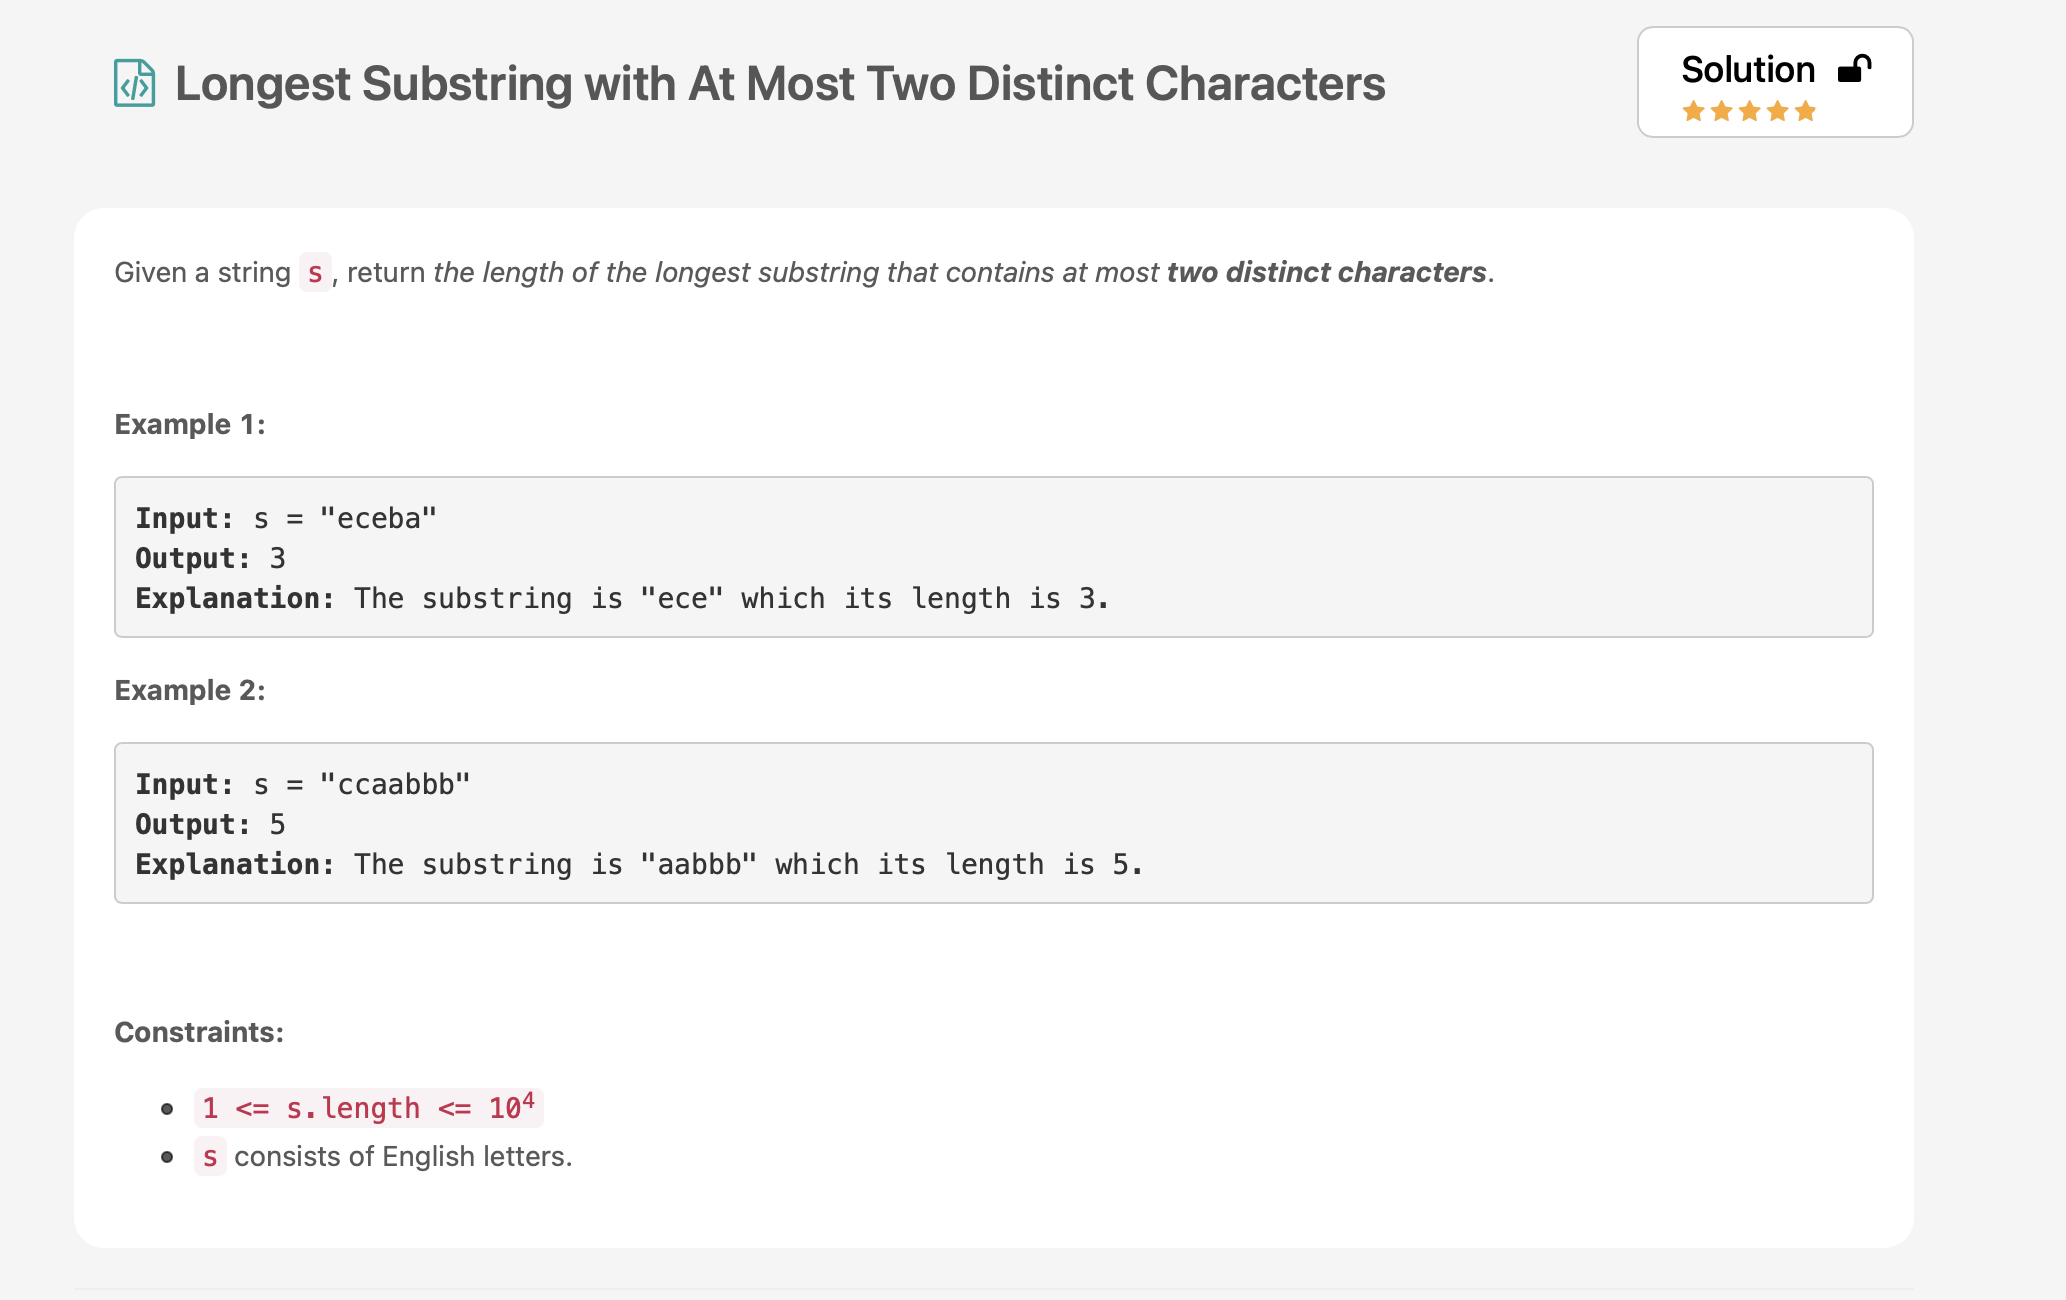 Longest Substring with At Most Two Distinct Characters
Solution
Given a string s, return the length of the longest substring that contains at most two distinct characters.
Example 1:
Input: s = "eceba"
Output: 3
Explanation: The substring is "ece" which its length is 3.
Example 2:
Input: s = "ccaabbb"
Output: 5
Explanation: The substring is "aabbb" which its length is 5.
Constraints:
• 1 <= s.length <= 10⁴
• s consists of English letters.